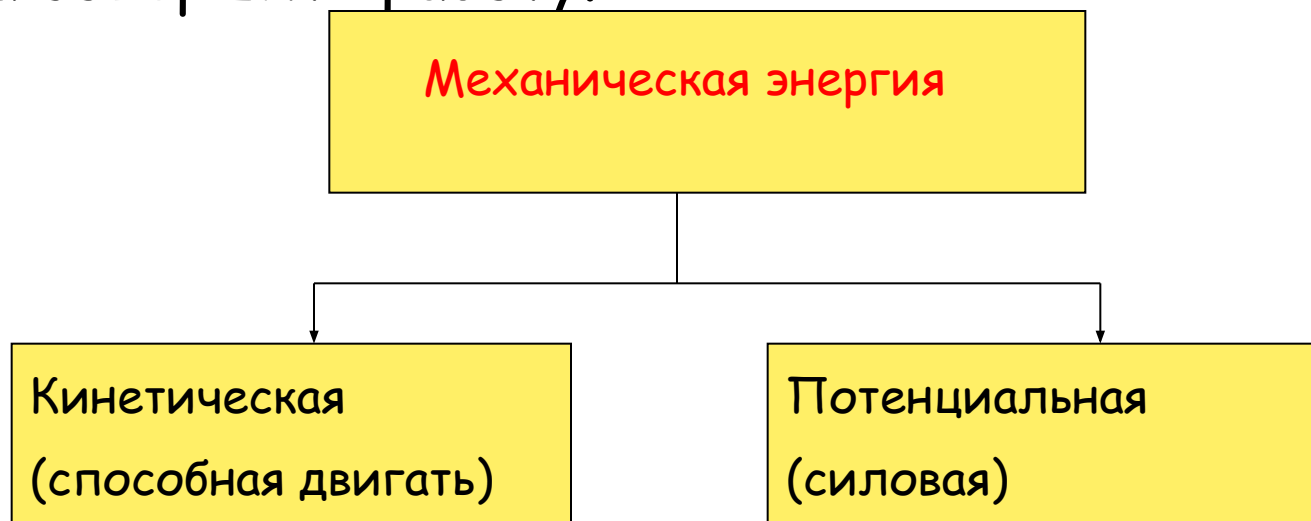 Механическая энергия
Кинетическая
(способная двигать)
Потенциальная
(силовая)